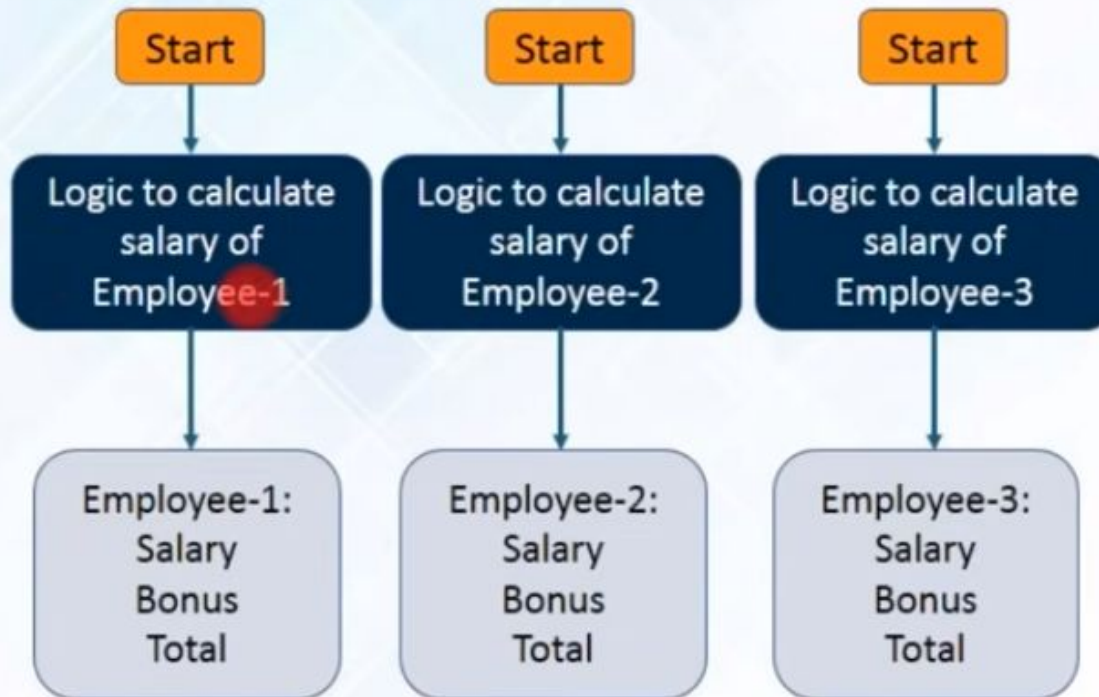 Start
Logic to calculate
salary of
Employee-1
Employee-1:
Salary
Bonus
Total
Start
Logic to calculate
salary of
Employee-2
Employee-2:
Salary
Bonus
Total
Start
Logic to calculate
salary of
Employee-3
Employee-3:
Salary
Bonus
Total